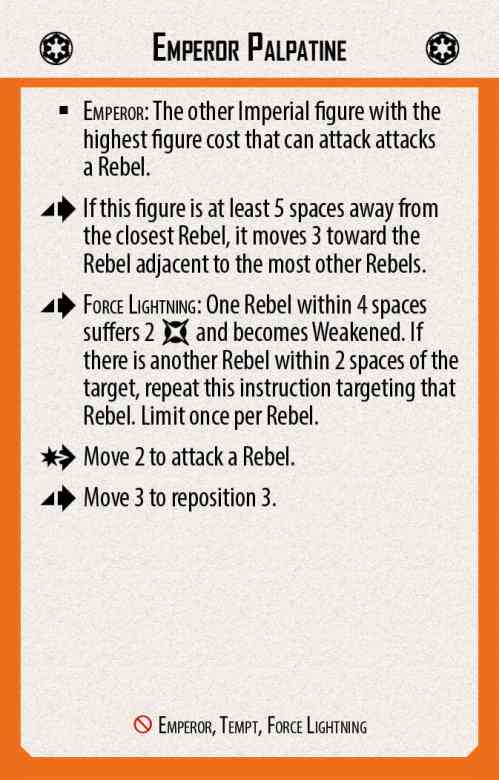 Emperor Palpatine
▪ Emperor: The other Imperial figure with the
highest figure cost that can attack attacks
a Rebel.
If this figure is at least 5 spaces away from
the closest Rebel, it moves 3 toward the
Rebel adjacent to the most other Rebels.
Force Lightning: One Rebel within 4 spaces
suffers 2 and becomes Weakened. If
there is another Rebel within 2 spaces of the
target, repeat this instruction targeting that
Rebel. Limit once per Rebel.
Move 2 to attack a Rebel.
Move 3 to reposition 3.
Emperor, Tempt, Force Lightning